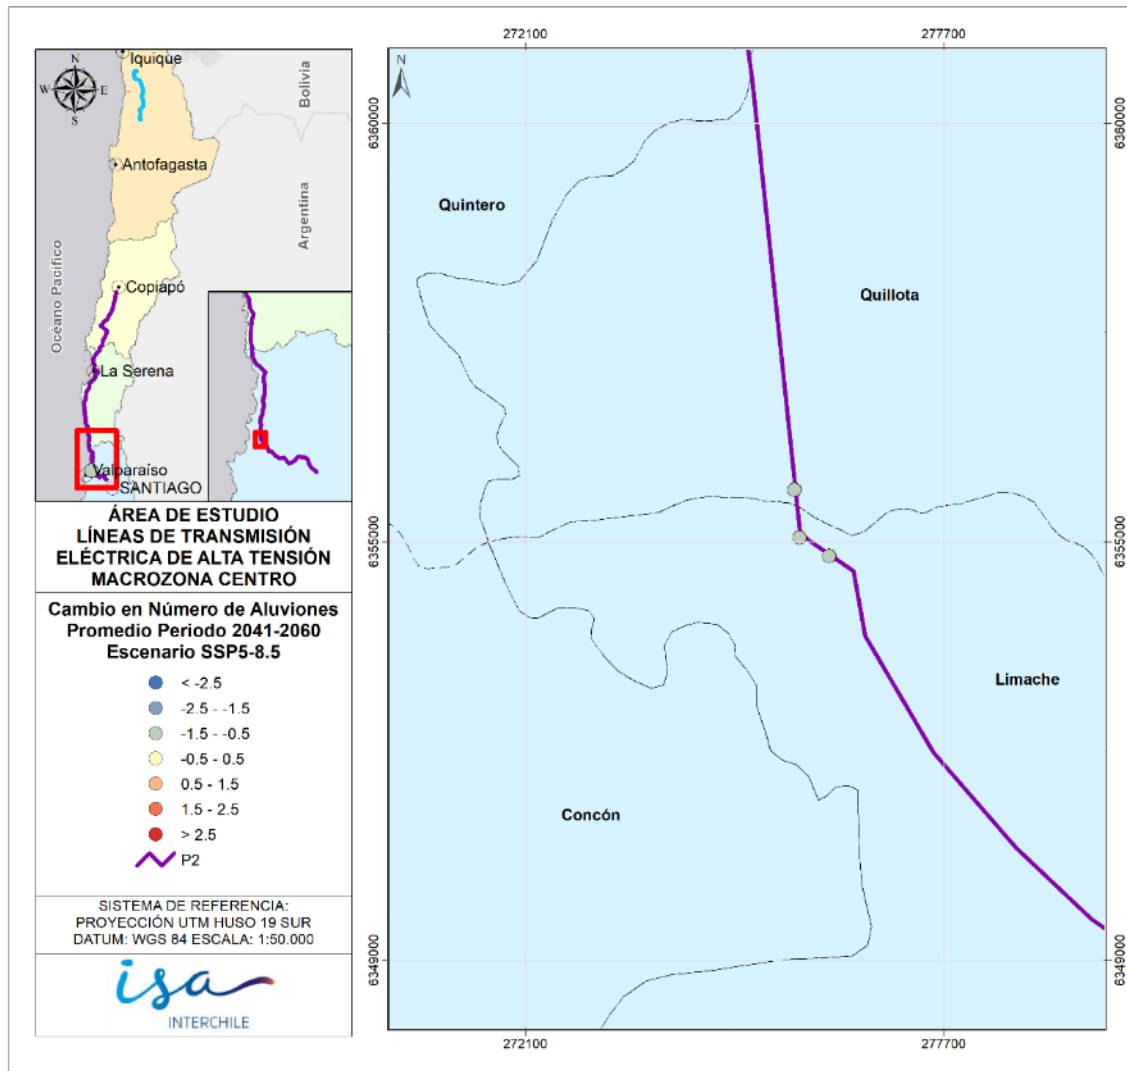 N
W
E
S
Iquique
Bolivia
Antofagasta
Argentina
Océano Pacífico
Copiapó
La Serena
Valparaíso
SANTIAGO
ÁREA DE ESTUDIO
LÍNEAS DE TRANSMISIÓN
ELÉCTRICA DE ALTA TENSIÓN
MACROZONA CENTRO
Cambio en Número de Aluviones
Promedio Periodo 2041-2060
Escenario SSP5-8.5
< -2.5
-2.5 - -1.5
-1.5 - -0.5
-0.5 - 0.5
0.5 - 1.5
1.5 - 2.5
> 2.5
P2
SISTEMA DE REFERENCIA:
PROYECCIÓN UTM HUSO 19 SUR
DATUM: WGS 84 ESCALA: 1:50.000
isa
INTERCHILE
272100
277700
N
6360000
6360000
Quintero
Quillota
6355000
6355000
Limache
Concón
6349000
6349000
272100
277700